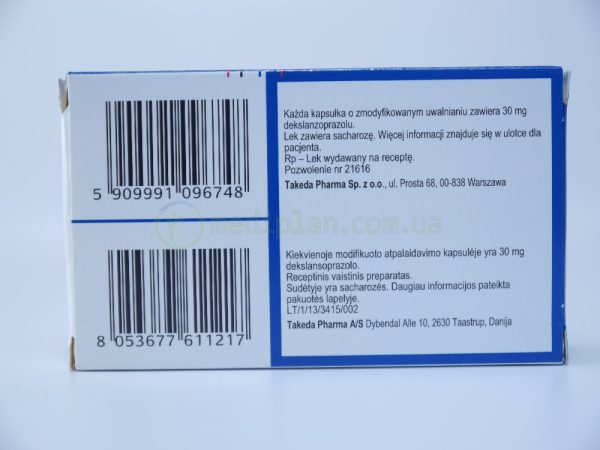 Każda kapsułka o zmodyfikowanym uwalnianiu zawiera 30 mg
dekslanzoprazolu.
Lek zawiera sacharozę. Więcej informacji znajduje się w ulotce dla
pacjenta.
Rp – Lek wydawany na receptę.
Pozwolenie nr 21616
Takeda Pharma Sp. z o.o., ul. Prosta 68, 00-838 Warszawa
5 909991 096748
mediplan.com.ua
Kiekvienoje modifikuoto atpalaidavimo kapsulėje yra 30 mg
dekslansoprazolo.
Receptinis vaistinis preparatas.
Sudėtyje yra sacharozės. Daugiau informacijos pateikta
pakuotės lapelyje.
LT/1/13/3415/002
Takeda Pharma A/S Dybendal Alle 10, 2630 Taastrup, Danija
8 053677 611217